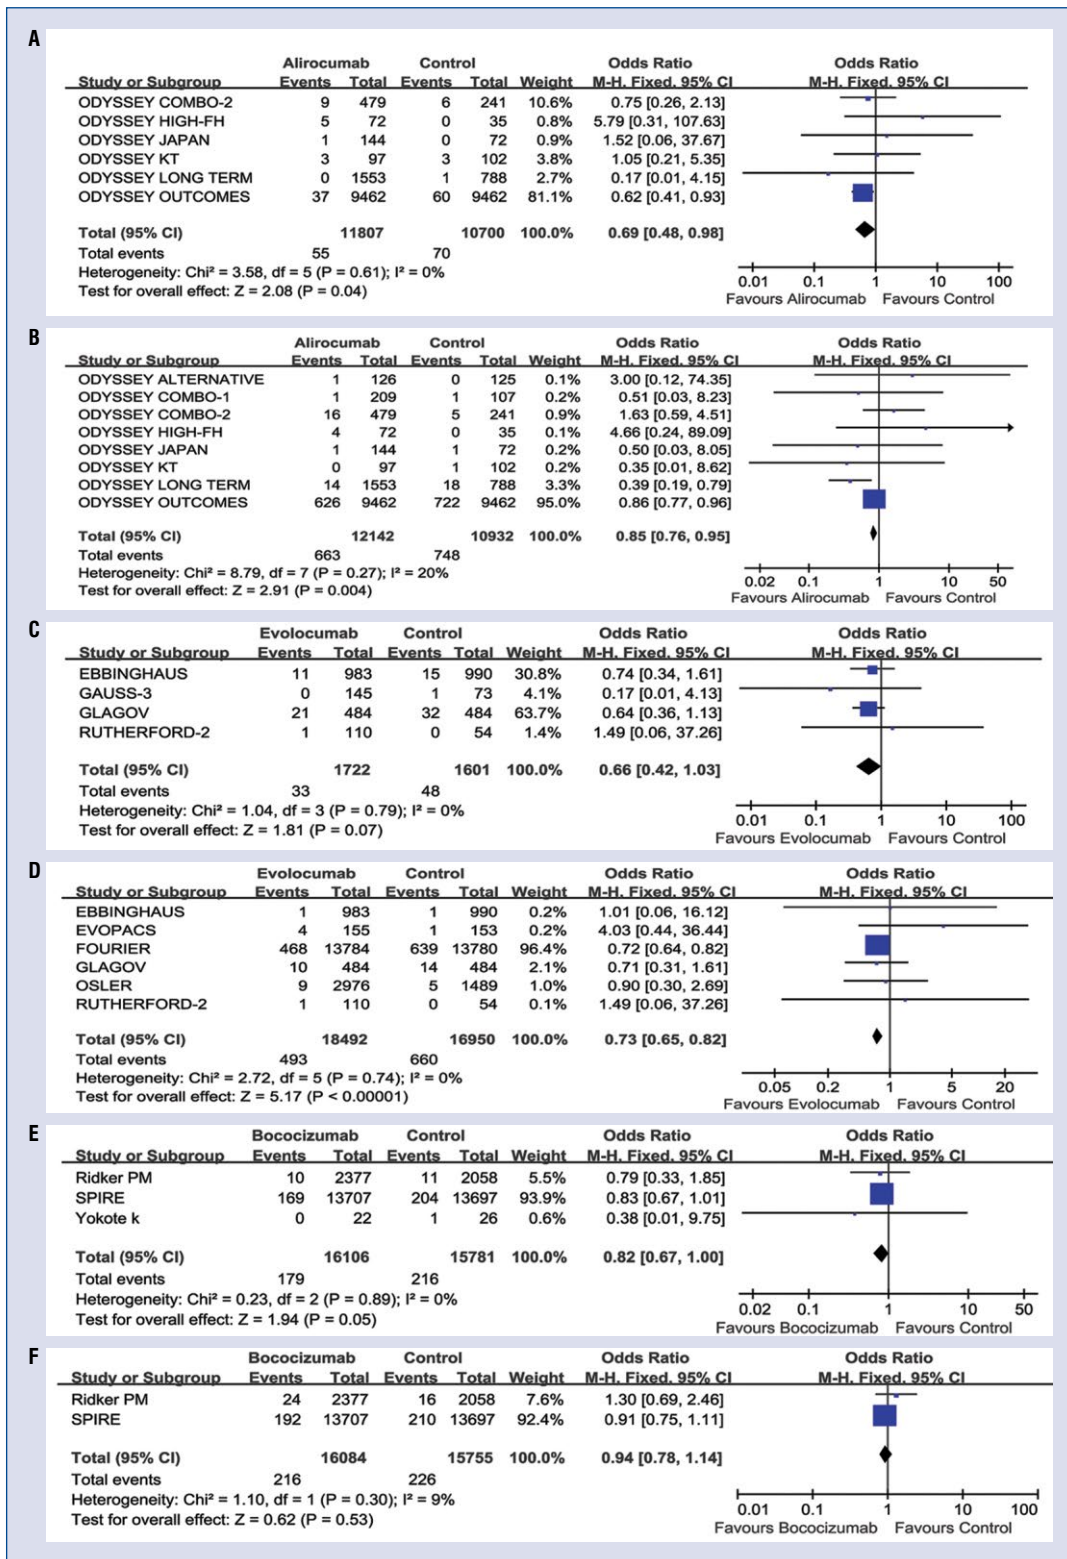 A
Alirocumab Control Odds Ratio Odds Ratio
Study or Subgroup Events Total Events Total Weight M-H. Fixed. 95% CI M-H. Fixed. 95% CI
ODYSSEY COMBO-2 9 479 6 241 10.6% 0.75 [0.26, 2.13]
ODYSSEY HIGH-FH 5 72 0 35 0.8% 5.79 [0.31, 107.63]
ODYSSEY JAPAN 1 144 0 72 0.9% 1.52 [0.06, 37.67]
ODYSSEY KT 3 97 3 102 3.8% 1.05 [0.21, 5.35]
ODYSSEY LONG TERM 0 1553 1 788 2.7% 0.17 [0.01, 4.15]
ODYSSEY OUTCOMES 37 9462 60 9462 81.1% 0.62 [0.41, 0.93]
Total (95% CI) 11807 10700 100.0% 0.69 [0.48, 0.98]
Total events 55 70
Heterogeneity: Chi² = 3.58, df = 5 (P = 0.61); I² = 0%
Test for overall effect: Z = 2.08 (P = 0.04)
0.01 0.1 1 10 100
Favours Alirocumab Favours Control
B
Alirocumab Control Odds Ratio Odds Ratio
Study or Subgroup Events Total Events Total Weight M-H. Fixed. 95% CI M-H. Fixed. 95% CI
ODYSSEY ALTERNATIVE 1 126 0 125 0.1% 3.00 [0.12, 74.35]
ODYSSEY COMBO-1 1 209 1 107 0.2% 0.51 [0.03, 8.23]
ODYSSEY COMBO-2 16 479 5 241 0.9% 1.63 [0.59, 4.51]
ODYSSEY HIGH-FH 4 72 0 35 0.1% 4.66 [0.24, 89.09]
ODYSSEY JAPAN 1 144 1 72 0.2% 0.50 [0.03, 8.05]
ODYSSEY KT 0 97 1 102 0.2% 0.35 [0.01, 8.62]
ODYSSEY LONG TERM 14 1553 18 788 3.3% 0.39 [0.19, 0.79]
ODYSSEY OUTCOMES 626 9462 722 9462 95.0% 0.86 [0.77, 0.96]
Total (95% CI) 12142 10932 100.0% 0.85 [0.76, 0.95]
Total events 663 748
Heterogeneity: Chi² = 8.79, df = 7 (P = 0.27); I² = 20%
Test for overall effect: Z = 2.91 (P = 0.004)
0.02 0.1 1 10 50
Favours Alirocumab Favours Control
C
Evolocumab Control Odds Ratio Odds Ratio
Study or Subgroup Events Total Events Total Weight M-H. Fixed. 95% CI M-H. Fixed. 95% CI
EBBINGHAUS 11 983 15 990 30.8% 0.74 [0.34, 1.61]
GAUSS-3 0 145 1 73 4.1% 0.17 [0.01, 4.13]
GLAGOV 21 484 32 484 63.7% 0.64 [0.36, 1.13]
RUTHERFORD-2 1 110 0 54 1.4% 1.49 [0.06, 37.26]
Total (95% CI) 1722 1601 100.0% 0.66 [0.42, 1.03]
Total events 33 48
Heterogeneity: Chi² = 1.04, df = 3 (P = 0.79); I² = 0%
Test for overall effect: Z = 1.81 (P = 0.07)
0.01 0.1 1 10 100
Favours Evolocumab Favours Control
D
Evolocumab Control Odds Ratio Odds Ratio
Study or Subgroup Events Total Events Total Weight M-H. Fixed. 95% CI M-H. Fixed. 95% CI
EBBINGHAUS 1 983 1 990 0.2% 1.01 [0.06, 16.12]
EVOPACS 4 155 1 153 0.2% 4.03 [0.44, 36.44]
FOURIER 468 13784 639 13780 96.4% 0.72 [0.64, 0.82]
GLAGOV 10 484 14 484 2.1% 0.71 [0.31, 1.61]
OSLER 9 2976 5 1489 1.0% 0.90 [0.30, 2.69]
RUTHERFORD-2 1 110 0 54 0.1% 1.49 [0.06, 37.26]
Total (95% CI) 18492 16950 100.0% 0.73 [0.65, 0.82]
Total events 493 660
Heterogeneity: Chi² = 2.72, df = 5 (P = 0.74); I² = 0%
Test for overall effect: Z = 5.17 (P < 0.00001)
0.05 0.2 1 5 20
Favours Evolocumab Favours Control
E
Bococizumab Control Odds Ratio Odds Ratio
Study or Subgroup Events Total Events Total Weight M-H. Fixed. 95% CI M-H. Fixed. 95% CI
Ridker PM 10 2377 11 2058 5.5% 0.79 [0.33, 1.85]
SPIRE 169 13707 204 13697 93.9% 0.83 [0.67, 1.01]
Yokote k 0 22 1 26 0.6% 0.38 [0.01, 9.75]
Total (95% CI) 16106 15781 100.0% 0.82 [0.67, 1.00]
Total events 179 216
Heterogeneity: Chi² = 0.23, df = 2 (P = 0.89); I² = 0%
Test for overall effect: Z = 1.94 (P = 0.05)
0.02 0.1 1 10 50
Favours Bococizumab Favours Control
F
Bococizumab Control Odds Ratio Odds Ratio
Study or Subgroup Events Total Events Total Weight M-H. Fixed. 95% CI M-H. Fixed. 95% CI
Ridker PM 24 2377 16 2058 7.6% 1.30 [0.69, 2.46]
SPIRE 192 13707 210 13697 92.4% 0.91 [0.75, 1.11]
Total (95% CI) 16084 15755 100.0% 0.94 [0.78, 1.14]
Total events 216 226
Heterogeneity: Chi² = 1.10, df = 1 (P = 0.30); I² = 9%
Test for overall effect: Z = 0.62 (P = 0.53)
0.01 0.1 1 10 100
Favours Bococizumab Favours Control